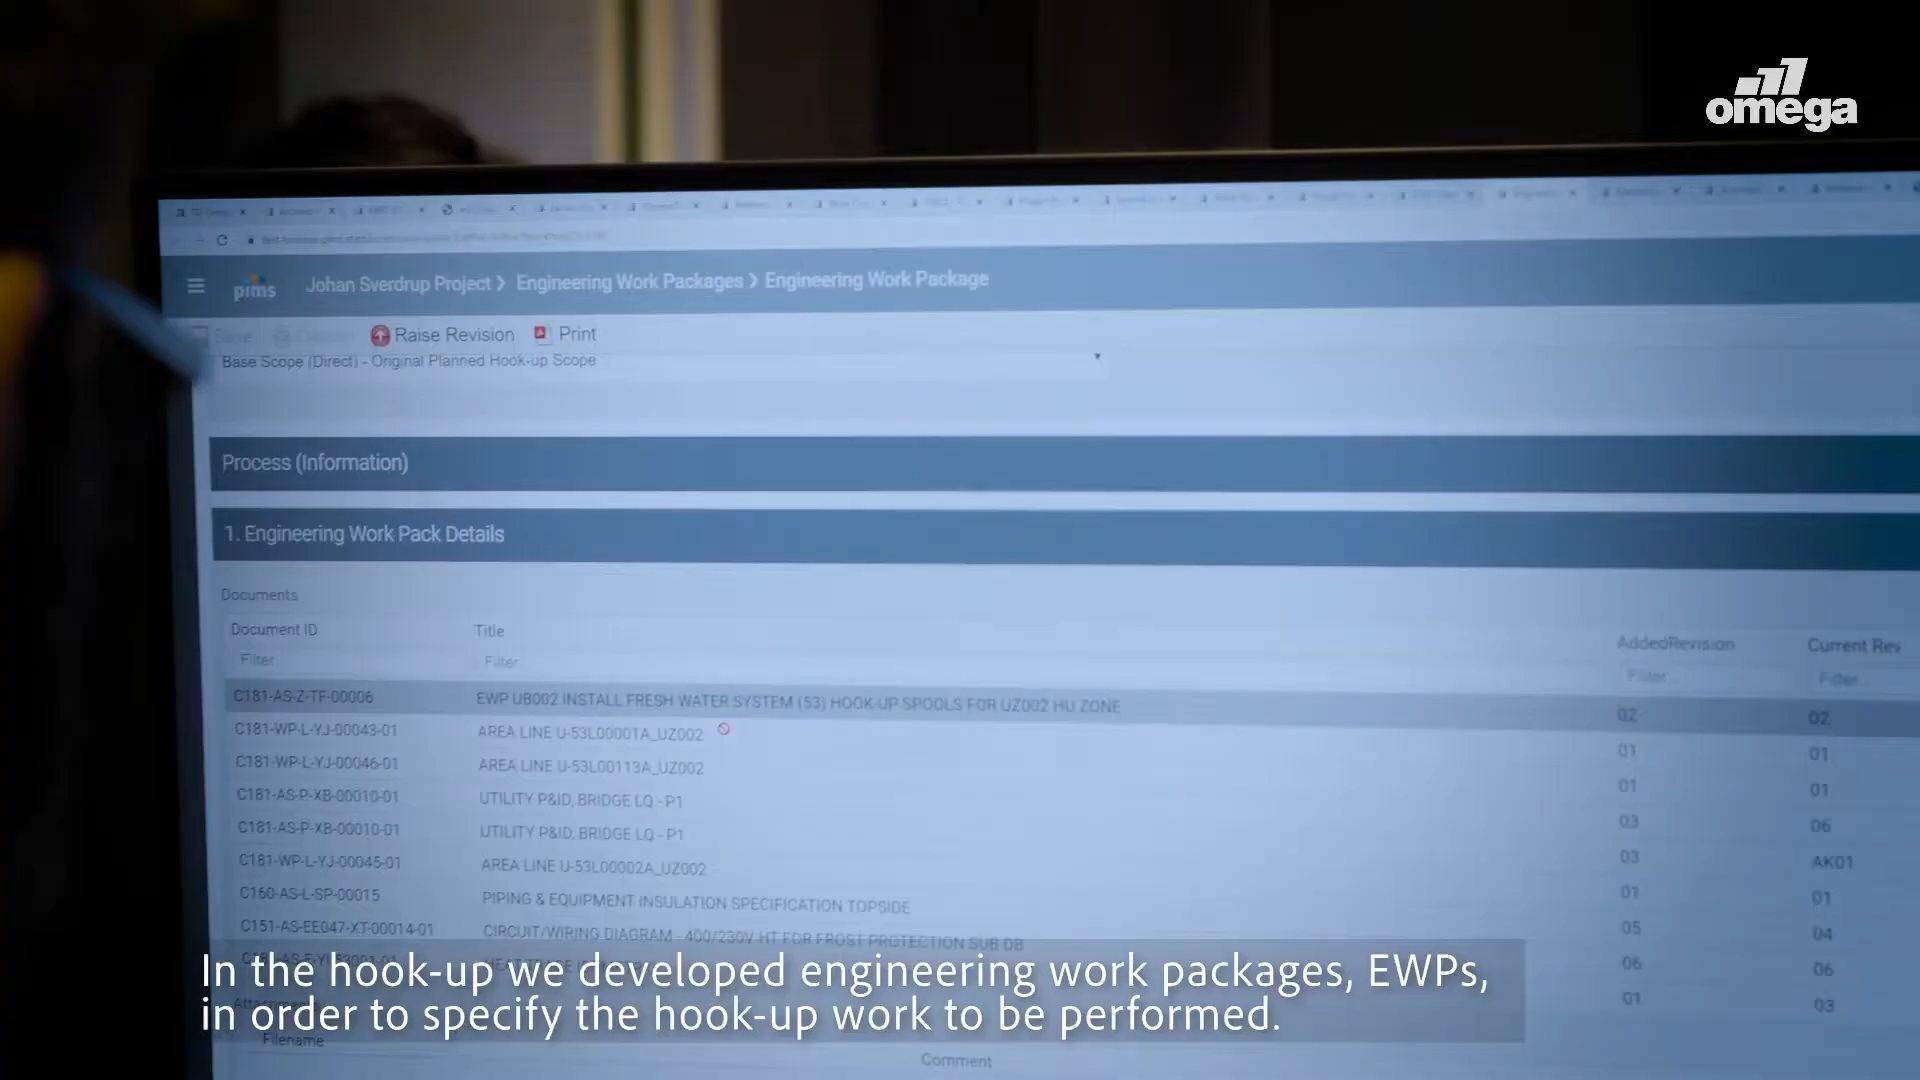 omega
pims Johan Sverdrup Project > Engineering Work Packages > Engineering Work Package
Save Raise Revision Print
Base Scope (Direct) - Original Planned Hook-up Scope
Process (Information)
1. Engineering Work Pack Details
Documents
Document ID Title AddedRevision Current Rev
Filter Filter Filter Filter
C181-AS-Z-TF-00006 EWP UB002 INSTALL FRESH WATER SYSTEM (53) HOOK-UP SPOOLS FOR UZ002 HU ZONE 02 02
C181-WP-L-YJ-00043-01 AREA LINE U-53L00001A_UZ002 01 01
C181-WP-L-YJ-00046-01 AREA LINE U-53L00113A_UZ002 01 01
C181-AS-P-XB-00010-01 UTILITY P&ID, BRIDGE LQ - P1 03 06
C181-AS-P-XB-00010-01 UTILITY P&ID, BRIDGE LQ - P1 03 AK01
C181-WP-L-YJ-00045-01 AREA LINE U-53L00002A_UZ002 01 01
C160-AS-L-SP-00015 PIPING & EQUIPMENT INSULATION SPECIFICATION TOPSIDE 05 04
C151-AS-EE047-XT-00014-01 CIRCUIT/WIRING DIAGRAM - 400/230V HT FOR FROST PROTECTION SUB DB 06 06
01 03
In the hook-up we developed engineering work packages, EWPs,
in order to specify the hook-up work to be performed.
Filename Comment